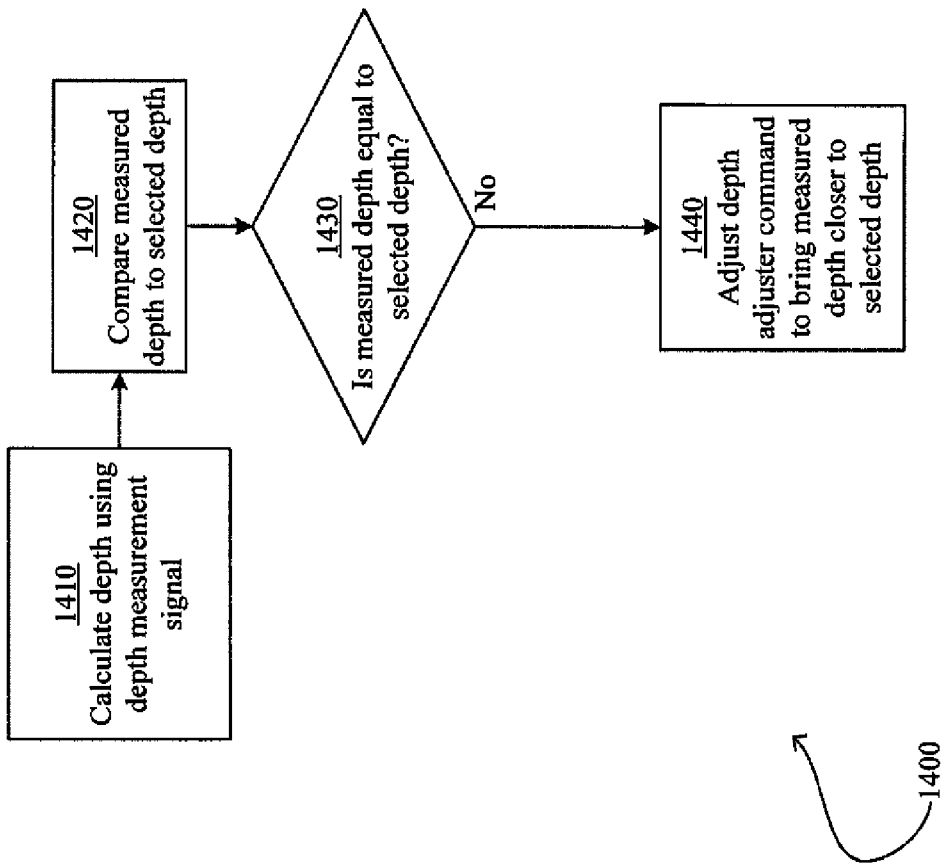 1410
Calculate depth using
depth measurement
signal
1420
Compare measured
depth to selected depth
1430
Is measured depth equal to
selected depth?
No
1440
Adjust depth
adjuster command
to bring measured
depth closer to
selected depth
1400